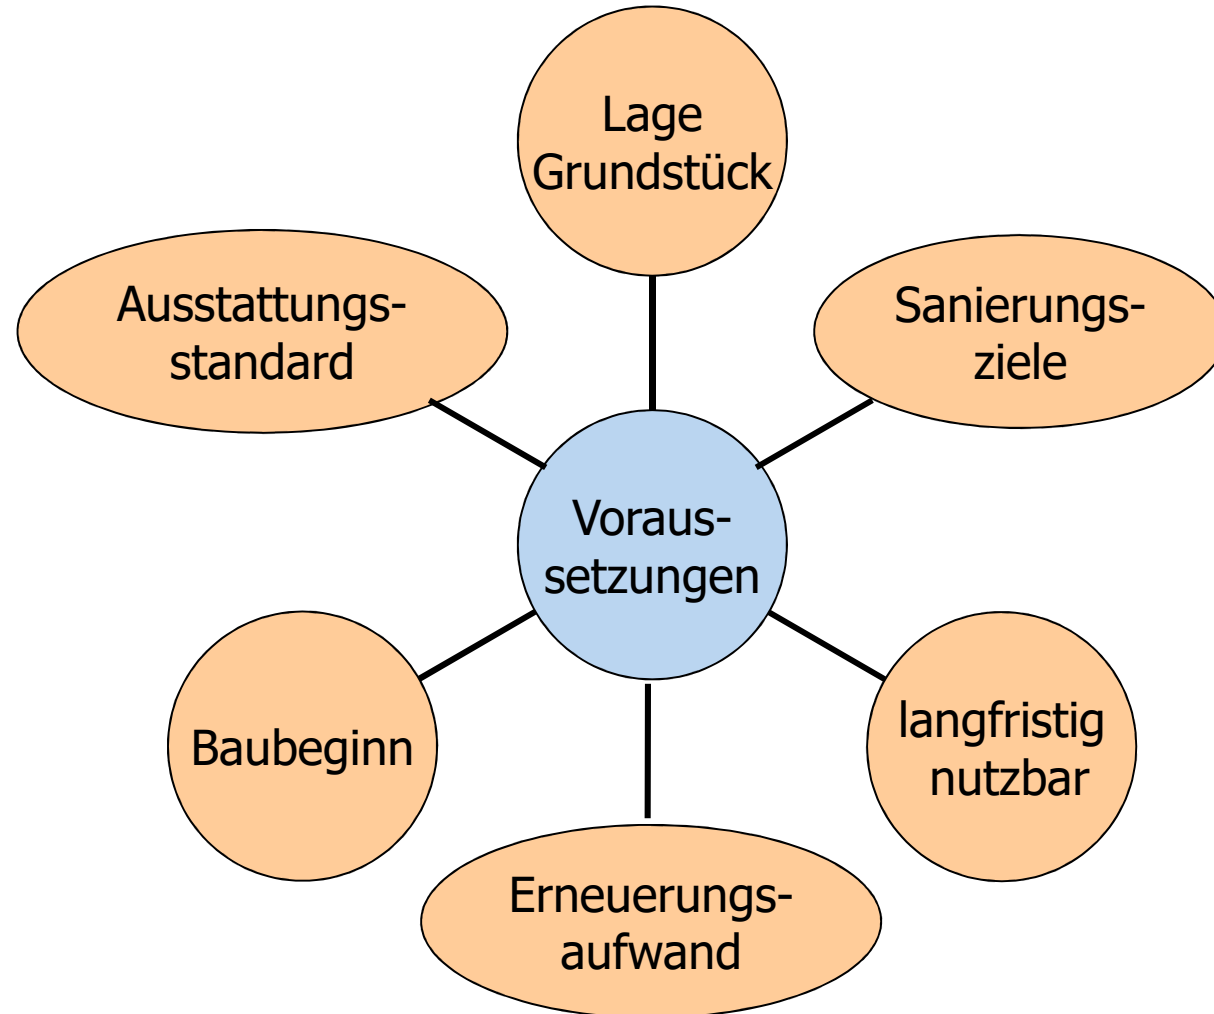 Lage
Grundstück
Ausstattungs-
standard
Sanierungs-
ziele
Voraus-
setzungen
Baubeginn
langfristig
nutzbar
Erneuerungs-
aufwand